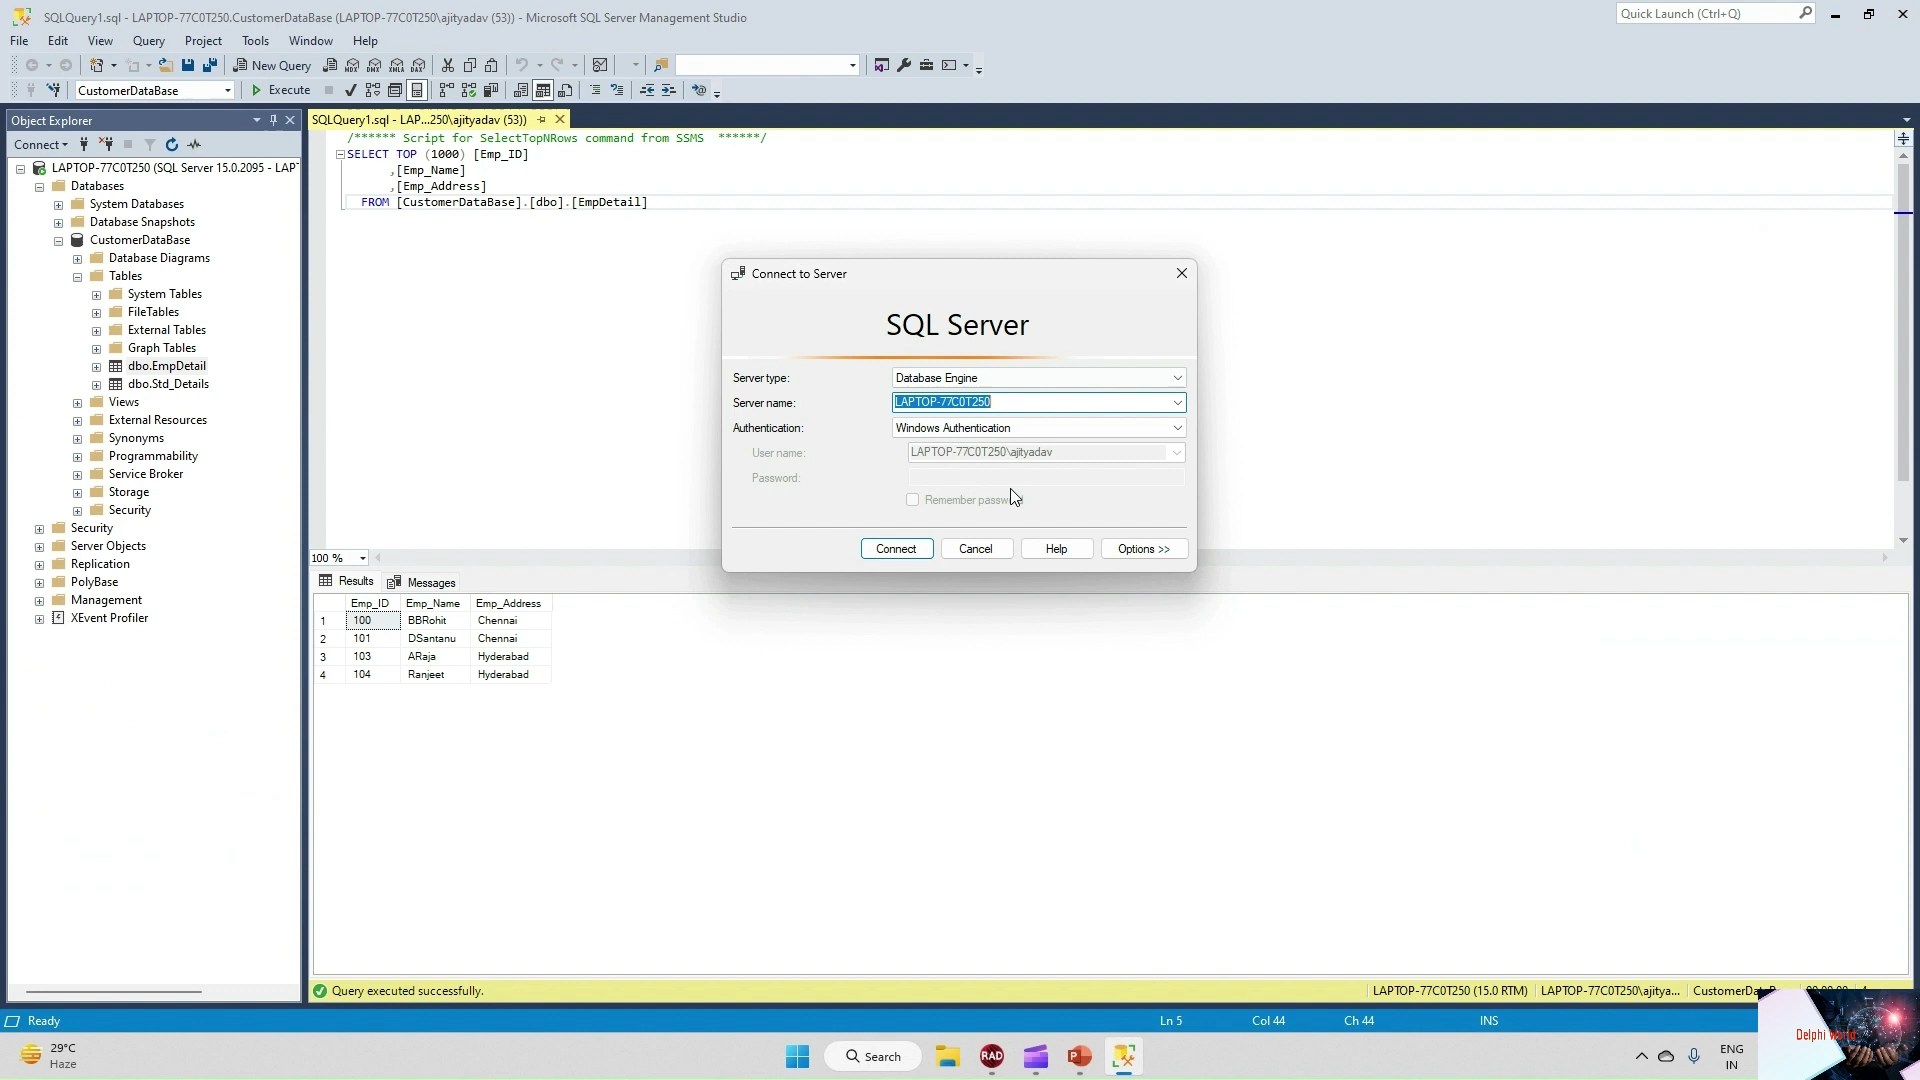 SQLQuery1.sql - LAPTOP-77C0T250.CustomerDataBase (LAPTOP-77C0T250\ajityadav (53)) - Microsoft SQL Server Management Studio
Quick Launch (Ctrl+Q)
File Edit View Query Project Tools Window Help
New Query
CustomerDataBase
Execute
Object Explorer
Connect
LAPTOP-77C0T250 (SQL Server 15.0.2095 - LAPT
Databases
System Databases
Database Snapshots
CustomerDataBase
Database Diagrams
Tables
System Tables
FileTables
External Tables
Graph Tables
dbo.EmpDetail
dbo.Std_Details
Views
External Resources
Synonyms
Programmability
Service Broker
Storage
Security
Security
Server Objects
Replication
PolyBase
Management
XEvent Profiler
SQLQuery1.sql - LAP...250\ajityadav (53))
/****** Script for SelectTopNRows command from SSMS ******/
SELECT TOP (1000) [Emp_ID]
,[Emp_Name]
,[Emp_Address]
FROM [CustomerDataBase].[dbo].[EmpDetail]
Connect to Server
SQL Server
Server type: Database Engine
Server name: LAPTOP-77C0T250
Authentication: Windows Authentication
User name: LAPTOP-77C0T250\ajityadav
Password:
Remember password
Connect Cancel Help Options >>
100 %
Results Messages
Emp_ID Emp_Name Emp_Address
1 100 BBRohit Chennai
2 101 DSantanu Chennai
3 103 ARaja Hyderabad
4 104 Ranjeet Hyderabad
Query executed successfully.
LAPTOP-77C0T250 (15.0 RTM) LAPTOP-77C0T250\ajitya...
Ready Ln 5 Col 44 Ch 44 INS
29°C
Haze
Search
RAD
ENG
IN
Delphi World